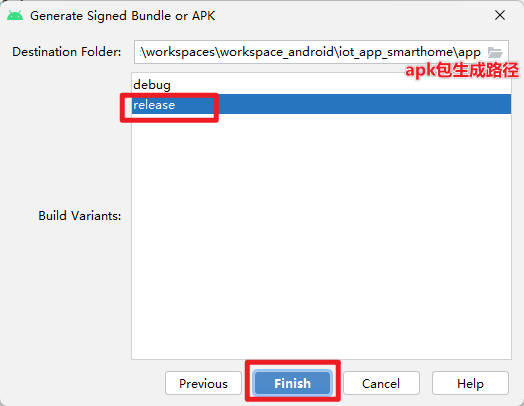 Generate Signed Bundle or APK
Destination Folder: \workspaces\workspace_android\iot_app_smarthome\app
apk包生成路径
debug
release
Build Variants:
Previous Finish Cancel Help